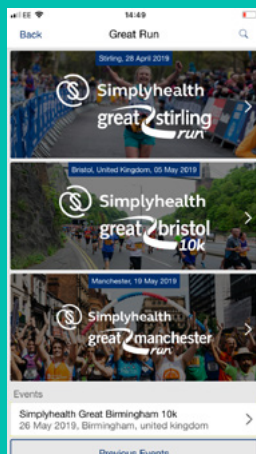 EE 14:49
Back Great Run
Stirling, 28 April 2019
Simplyhealth
great stirling
run
Bristol, United Kingdom, 05 May 2019
Simplyhealth
great bristol
10k
Manchester, 19 May 2019
Simplyhealth
great manchester
run
Events
Simplyhealth Great Birmingham 10k
26 May 2019, Birmingham, united kingdom
Previous Events